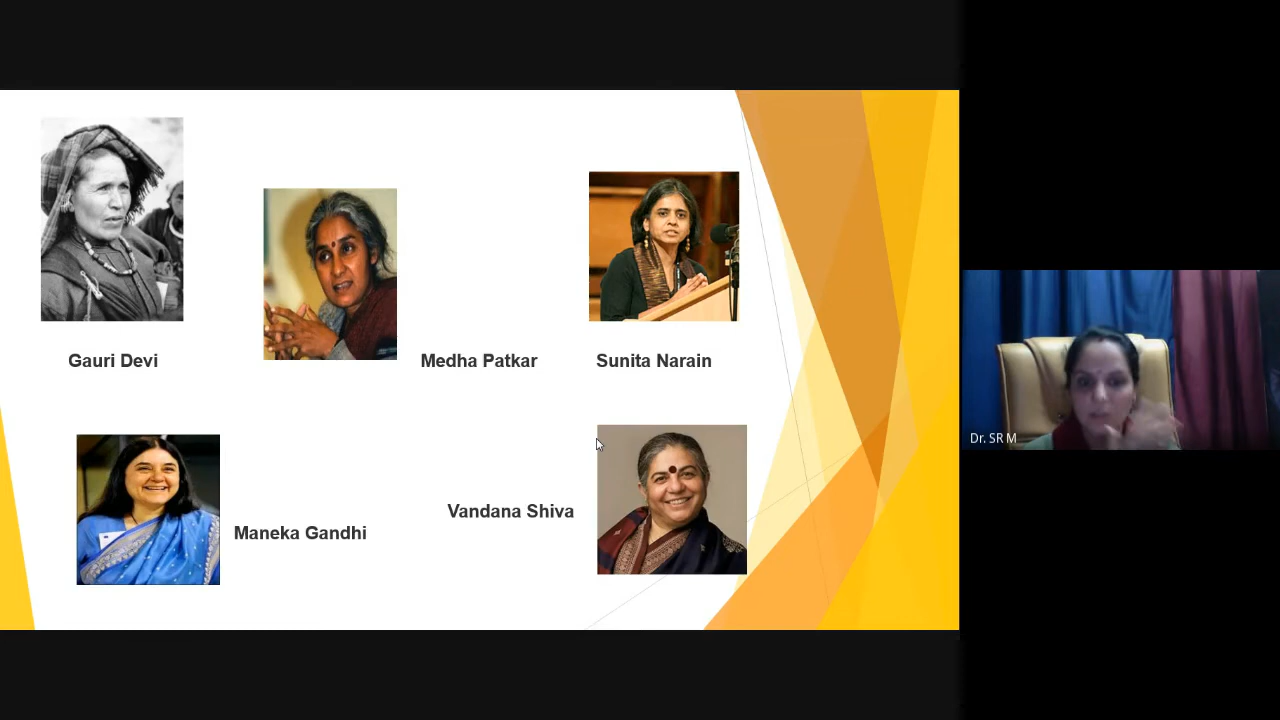 Gauri Devi
Medha Patkar
Sunita Narain
Maneka Gandhi
Vandana Shiva
Dr. SR M